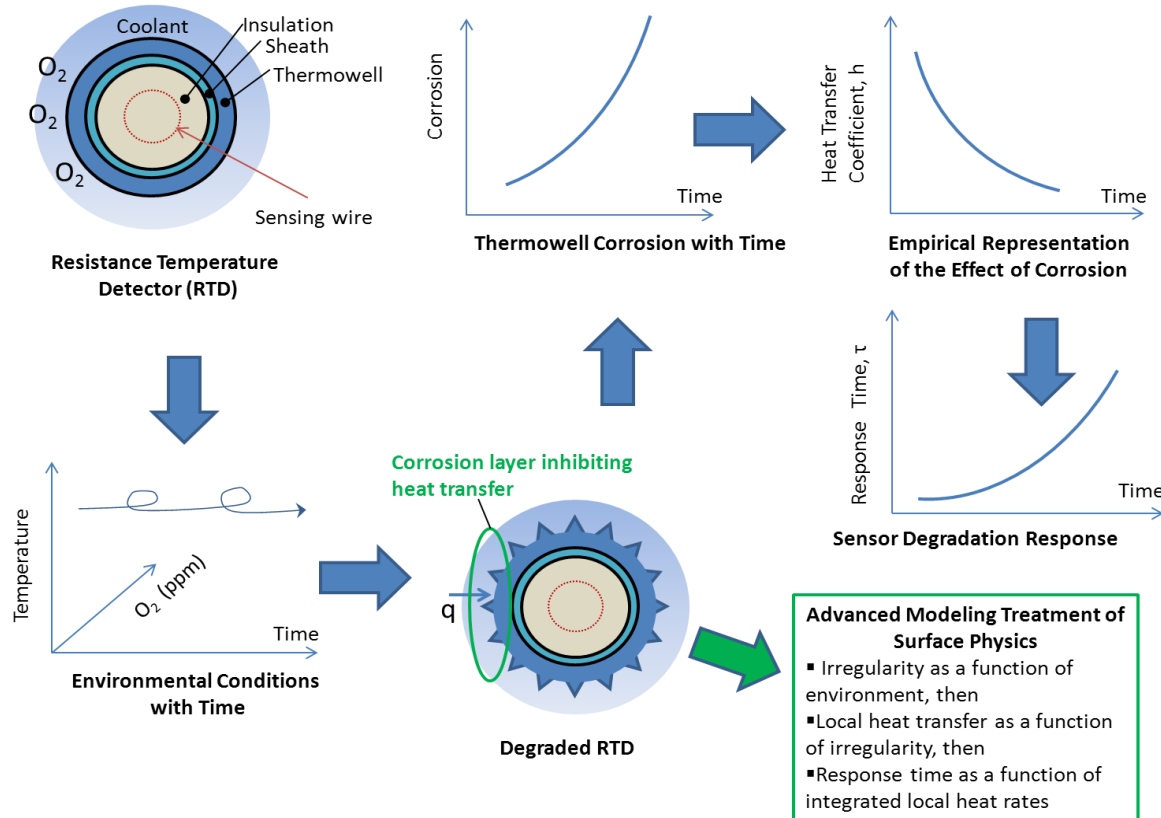 Coolant
Insulation
Sheath
Thermowell
O₂
O₂
O₂
Sensing wire
Resistance Temperature
Detector (RTD)
Corrosion
Time
Thermowell Corrosion with Time
Heat Transfer
Coefficient, h
Time
Empirical Representation
of the Effect of Corrosion
Response Time, τ
Time
Sensor Degradation Response
Temperature
O₂ (ppm)
Time
Environmental Conditions
with Time
Corrosion layer inhibiting
heat transfer
q
Degraded RTD
Advanced Modeling Treatment of
Surface Physics
▪ Irregularity as a function of
environment, then
▪Local heat transfer as a function
of irregularity, then
▪Response time as a function of
integrated local heat rates